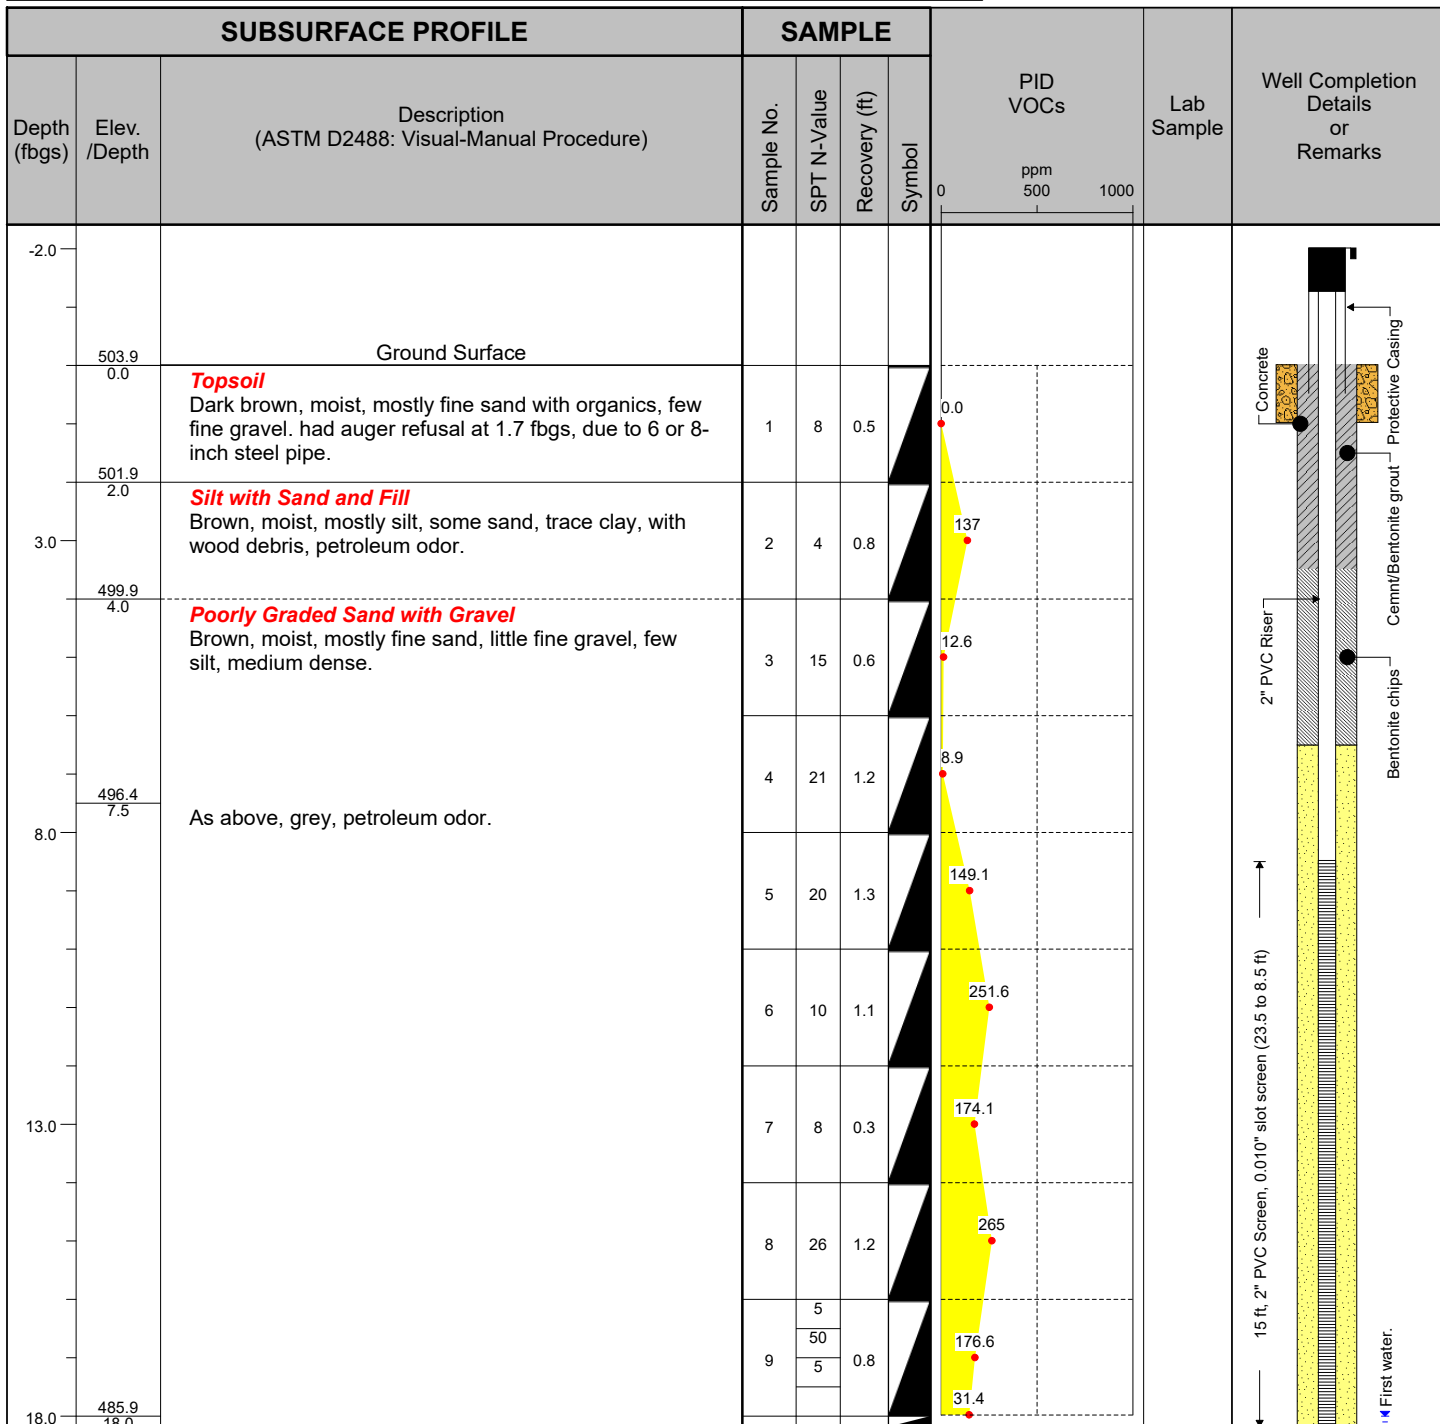 SUBSURFACE PROFILE
SAMPLE
Depth
(fbgs)
Elev.
/Depth
Description
(ASTM D2488: Visual-Manual Procedure)
Sample No.
SPT N-Value
Recovery (ft)
Symbol
PID
VOCs
ppm
0 500 1000
Lab
Sample
Well Completion
Details
or
Remarks
-2.0
503.9
0.0
Ground Surface
Topsoil
Dark brown, moist, mostly fine sand with organics, few
fine gravel. had auger refusal at 1.7 fbgs, due to 6 or 8-
inch steel pipe.
1 8 0.5
0.0
501.9
2.0
Silt with Sand and Fill
Brown, moist, mostly silt, some sand, trace clay, with
wood debris, petroleum odor.
3.0
2 4 0.8
137
499.9
4.0
Poorly Graded Sand with Gravel
Brown, moist, mostly fine sand, little fine gravel, few
silt, medium dense.
3 15 0.6
12.6
4 21 1.2
8.9
496.4
7.5
As above, grey, petroleum odor.
8.0
5 20 1.3
149.1
6 10 1.1
251.6
13.0
7 8 0.3
174.1
8 26 1.2
265
9
5
50
5
0.8
176.6
31.4
485.9
18.0
18.0
Concrete
Protective Casing
Cemnt/Bentonite grout
2" PVC Riser
Bentonite chips
15 ft, 2" PVC Screen, 0.010" slot screen (23.5 to 8.5 ft)
First water.